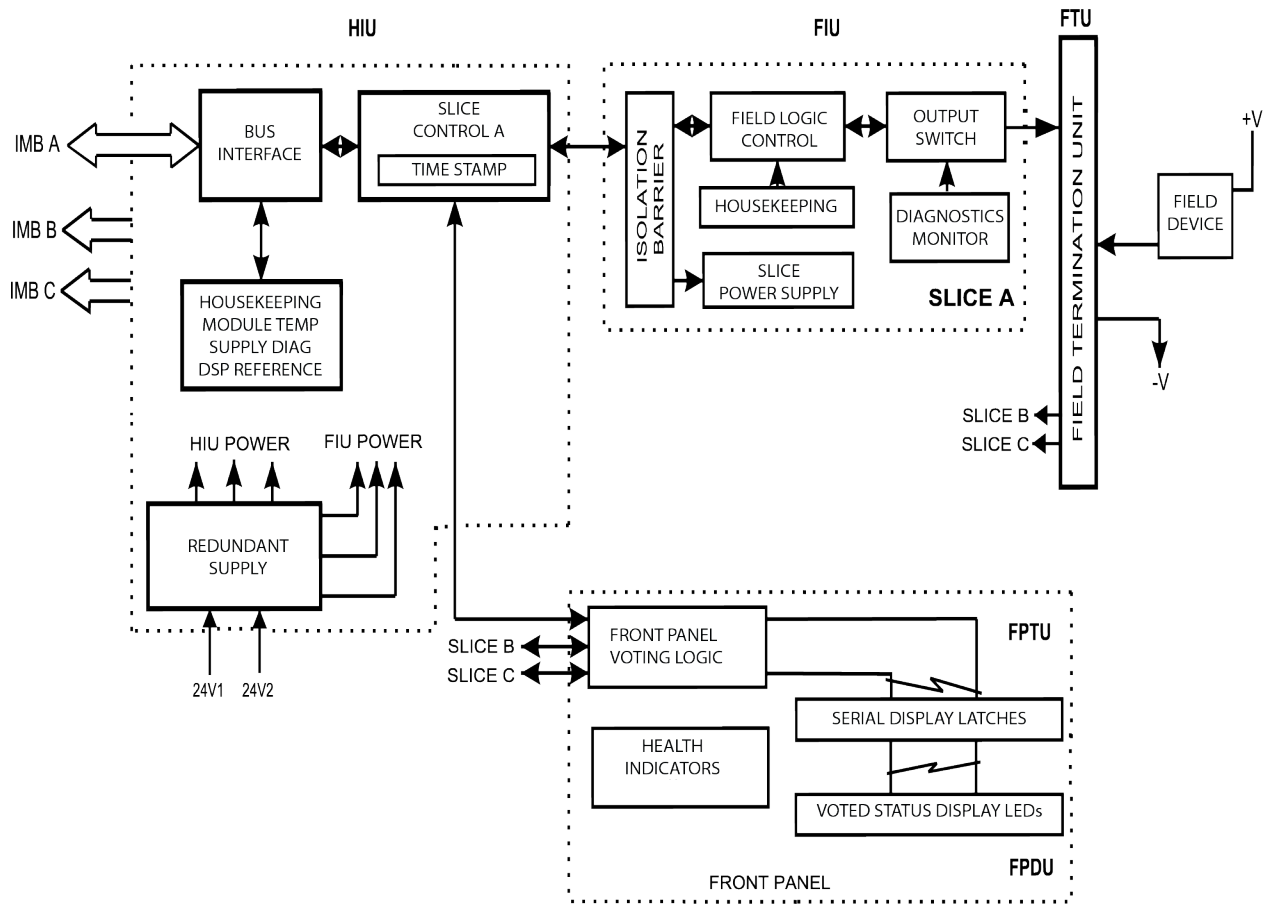 HIU
FIU
FTU
IMB A
IMB B
IMB C
BUS
INTERFACE
SLICE
CONTROL A
TIME STAMP
HOUSEKEEPING
MODULE TEMP
SUPPLY DIAG
DSP REFERENCE
HIU POWER
FIU POWER
REDUNDANT
SUPPLY
24V1
24V2
ISOLATION
BARRIER
FIELD LOGIC
CONTROL
OUTPUT
SWITCH
HOUSEKEEPING
DIAGNOSTICS
MONITOR
SLICE
POWER SUPPLY
SLICE A
FIELD TERMINATION UNIT
+V
FIELD
DEVICE
-V
SLICE B
SLICE C
SLICE B
SLICE C
FRONT PANEL
VOTING LOGIC
FPTU
SERIAL DISPLAY LATCHES
HEALTH
INDICATORS
VOTED STATUS DISPLAY LEDs
FPDU
FRONT PANEL